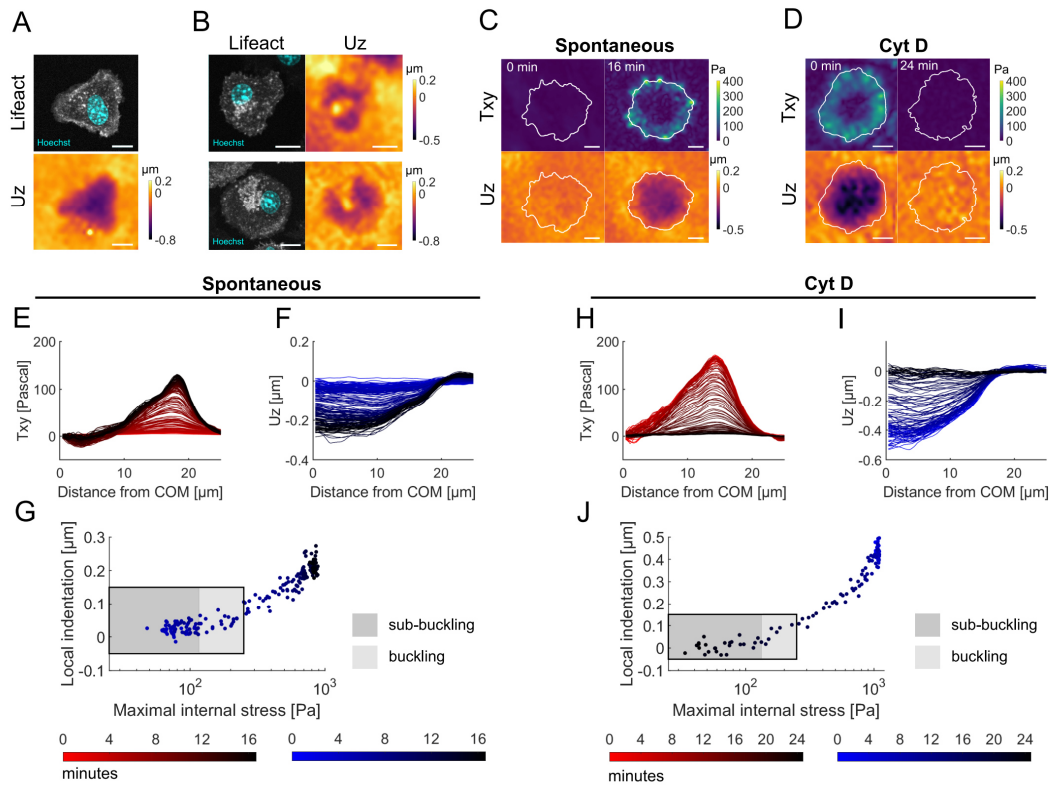 A
B
C
D
Lifeact
Uz
Spontaneous
Cyt D
Lifeact
Hoechst
µm
0.2
0
-0.5
Txy
0 min
16 min
Pa
400
300
200
100
0
Txy
0 min
24 min
Pa
400
300
200
100
0
Uz
µm
0.2
0
-0.8
Hoechst
µm
0.2
0
-0.8
Uz
µm
0.2
0
-0.5
Uz
µm
0.2
0
-0.5
Spontaneous
Cyt D
E
F
H
I
Txy [Pascal]
200
100
0
0
10
20
Distance from COM [µm]
Uz [µm]
0.2
0
-0.2
-0.4
0
10
20
Distance from COM [µm]
Txy [Pascal]
200
100
0
0
10
20
Distance from COM [µm]
Uz [µm]
0
-0.2
-0.4
-0.6
0
10
20
Distance from COM [µm]
G
J
Local indentation [µm]
0.3
0.2
0.1
0
-0.1
10²
10³
Maximal internal stress [Pa]
sub-buckling
buckling
Local indentation [µm]
0.5
0.4
0.3
0.2
0.1
0
-0.1
10²
10³
Maximal internal stress [Pa]
sub-buckling
buckling
0 4 8 12 16
minutes
0 4 8 12 16
0 4 8 12 16 20 24
minutes
0 4 8 12 16 20 24